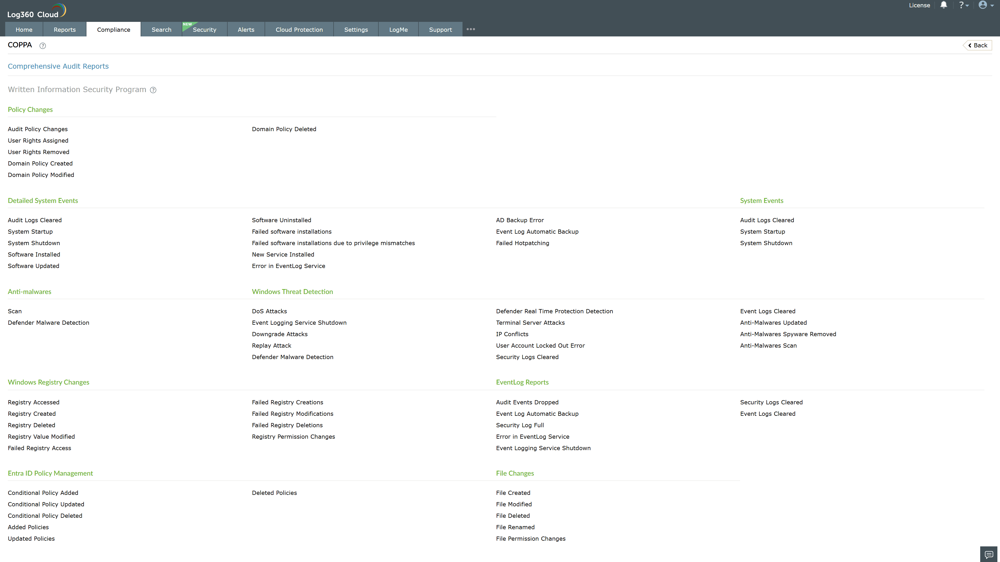 License
?
Log360 Cloud
Home
Reports
Compliance
Search
NEW
Security
Alerts
Cloud Protection
Settings
LogMe
Support
COPPA
?
Back
Comprehensive Audit Reports
Written Information Security Program ?
Policy Changes
Audit Policy Changes
User Rights Assigned
User Rights Removed
Domain Policy Created
Domain Policy Modified
Domain Policy Deleted
Detailed System Events
Audit Logs Cleared
System Startup
System Shutdown
Software Installed
Software Updated
Software Uninstalled
Failed software installations
Failed software installations due to privilege mismatches
New Service Installed
Error in EventLog Service
AD Backup Error
Event Log Automatic Backup
Failed Hotpatching
System Events
Audit Logs Cleared
System Startup
System Shutdown
Anti-malwares
Scan
Defender Malware Detection
Windows Threat Detection
DoS Attacks
Event Logging Service Shutdown
Downgrade Attacks
Replay Attack
Defender Malware Detection
Defender Real Time Protection Detection
Terminal Server Attacks
IP Conflicts
User Account Locked Out Error
Security Logs Cleared
Event Logs Cleared
Anti-Malwares Updated
Anti-Malwares Spyware Removed
Anti-Malwares Scan
Windows Registry Changes
Registry Accessed
Registry Created
Registry Deleted
Registry Value Modified
Failed Registry Access
Failed Registry Creations
Failed Registry Modifications
Failed Registry Deletions
Registry Permission Changes
EventLog Reports
Audit Events Dropped
Event Log Automatic Backup
Security Log Full
Error in EventLog Service
Event Logging Service Shutdown
Security Logs Cleared
Event Logs Cleared
Entra ID Policy Management
Conditional Policy Added
Conditional Policy Updated
Conditional Policy Deleted
Added Policies
Updated Policies
Deleted Policies
File Changes
File Created
File Modified
File Deleted
File Renamed
File Permission Changes